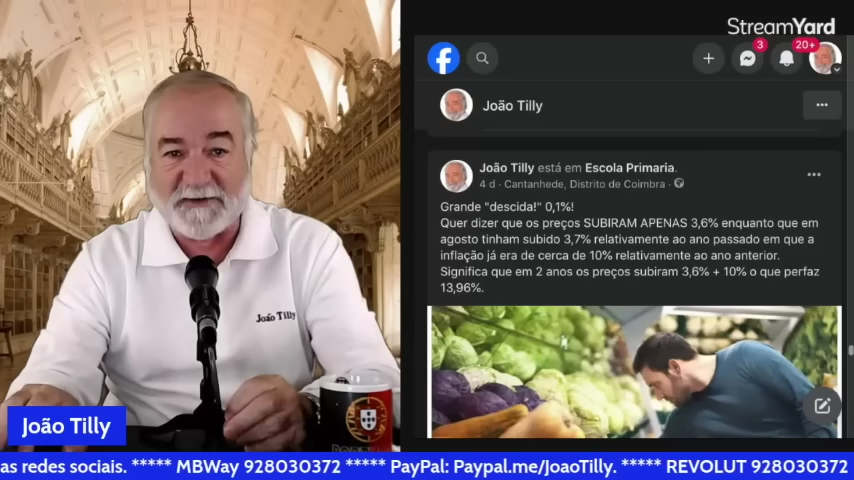 StreamYard
3
20+
João Tilly
João Tilly está em Escola Primaria.
4 d · Cantanhede, Distrito de Coimbra ·
Grande "descida!" 0,1%!
Quer dizer que os preços SUBIRAM APENAS 3,6% enquanto que em
agosto tinham subido 3,7% relativamente ao ano passado em que a
inflação já era de cerca de 10% relativamente ao ano anterior.
Significa que em 2 anos os preços subiram 3,6% + 10% o que perfaz
13,96%.
João Tilly
João Tilly
as redes sociais. ***** MBWay 928030372 ***** PayPal: Paypal.me/JoaoTilly. ***** REVOLUT 928030372